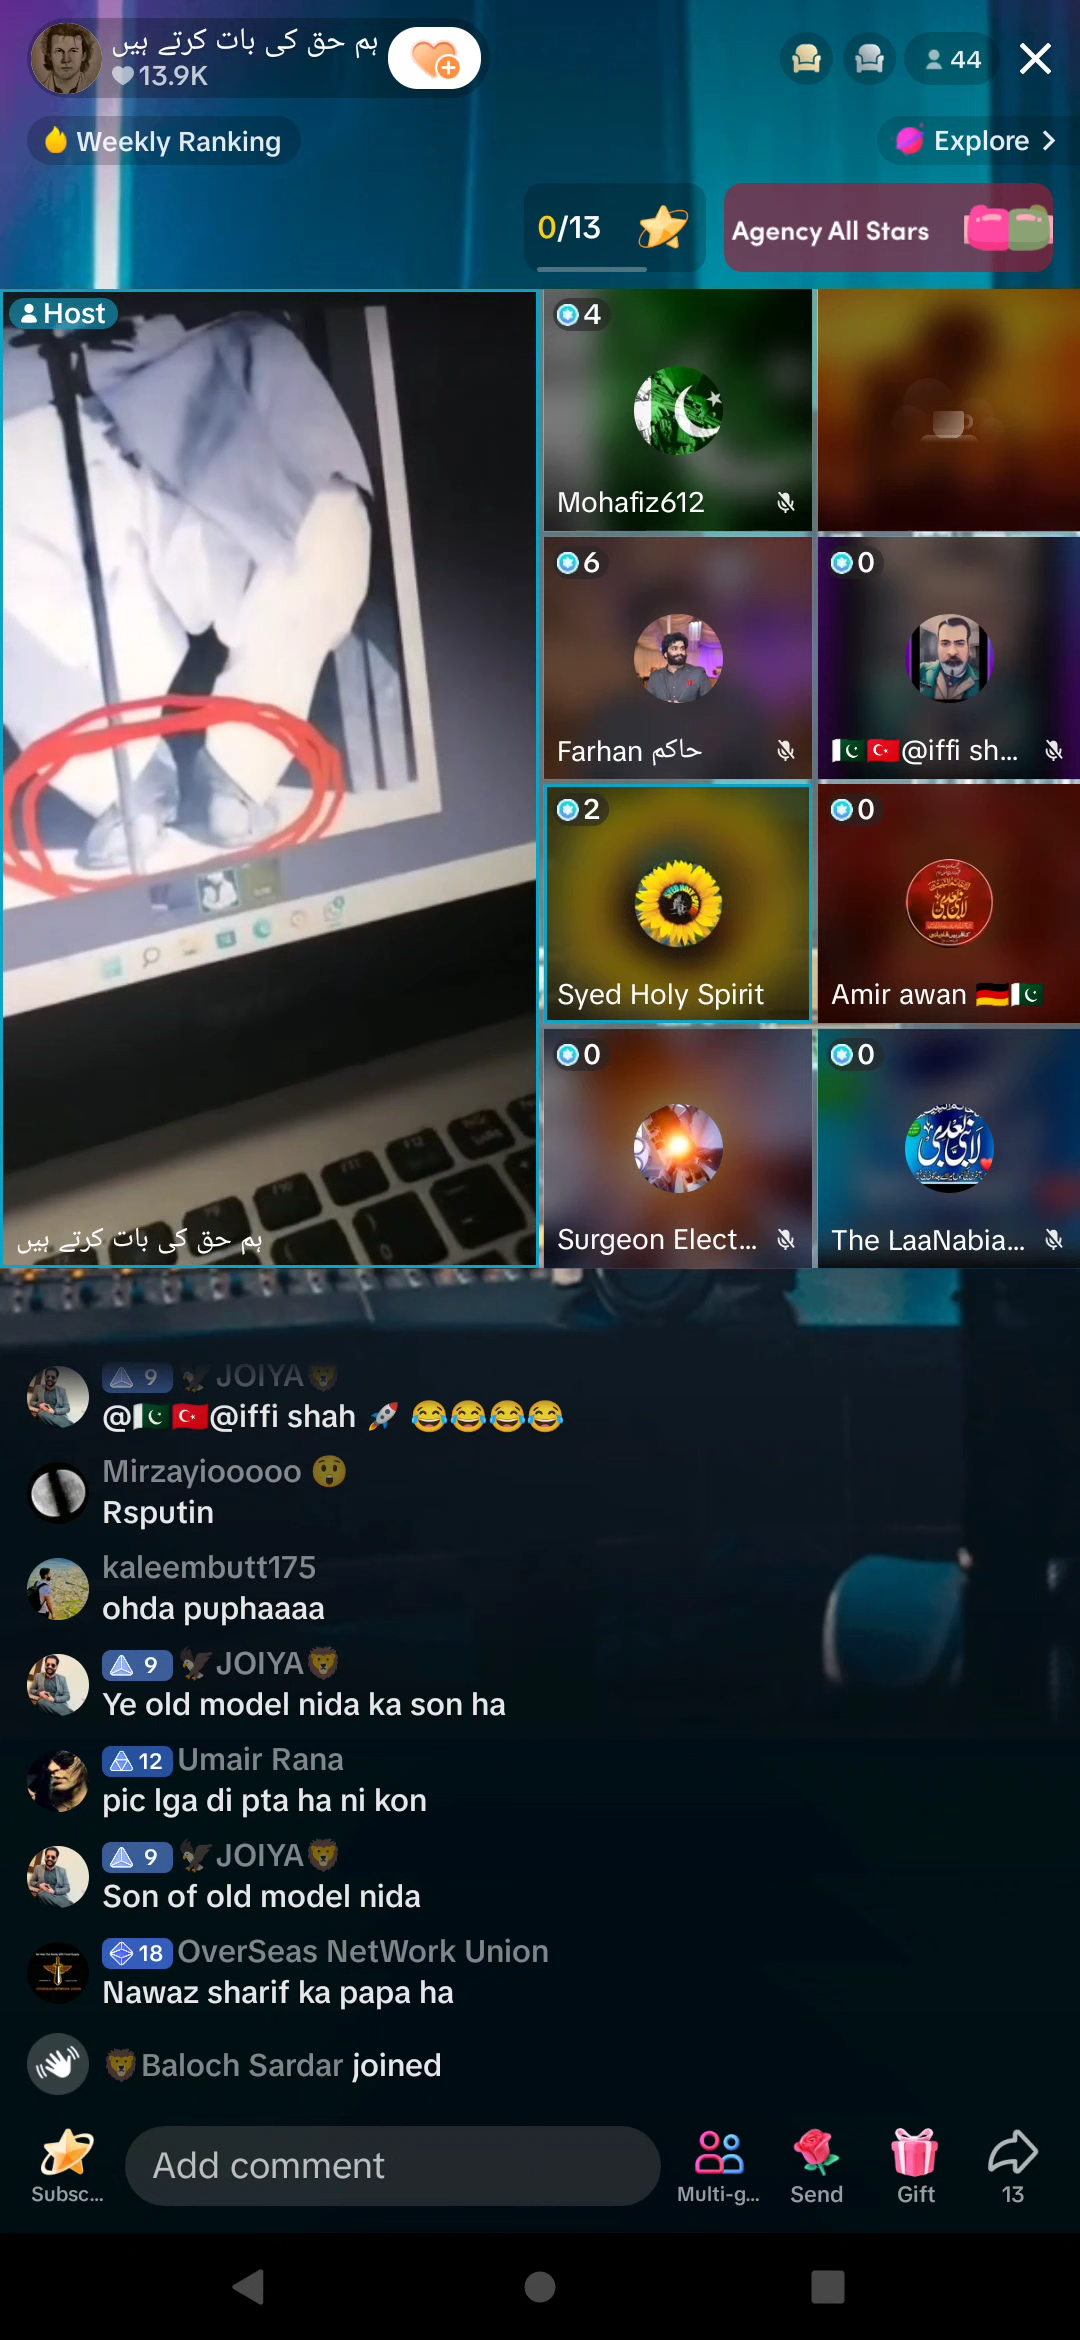 ہم حق کی بات کرتے ہیں
13.9K
44
Weekly Ranking
Explore
0/13
Agency All Stars
Host
4
Mohafiz612
6
0
Farhan حاکم
🇵🇰🇹🇷@iffi sh...
2
0
Syed Holy Spirit
Amir awan 🇩🇪🇵🇰
0
0
Surgeon Elect...
The LaaNabia...
ہم حق کی بات کرتے ہیں
9 🦅JOIYA🦁
@🇵🇰🇹🇷@iffi shah 🚀 😂😂😂😂
Mirzayiooooo 😲
Rsputin
kaleembutt175
ohda puphaaaa
9 🦅JOIYA🦁
Ye old model nida ka son ha
12 Umair Rana
pic lga di pta ha ni kon
9 🦅JOIYA🦁
Son of old model nida
18 OverSeas NetWork Union
Nawaz sharif ka papa ha
🦁Baloch Sardar joined
Add comment
Subsc...
Multi-g...
Send
Gift
13